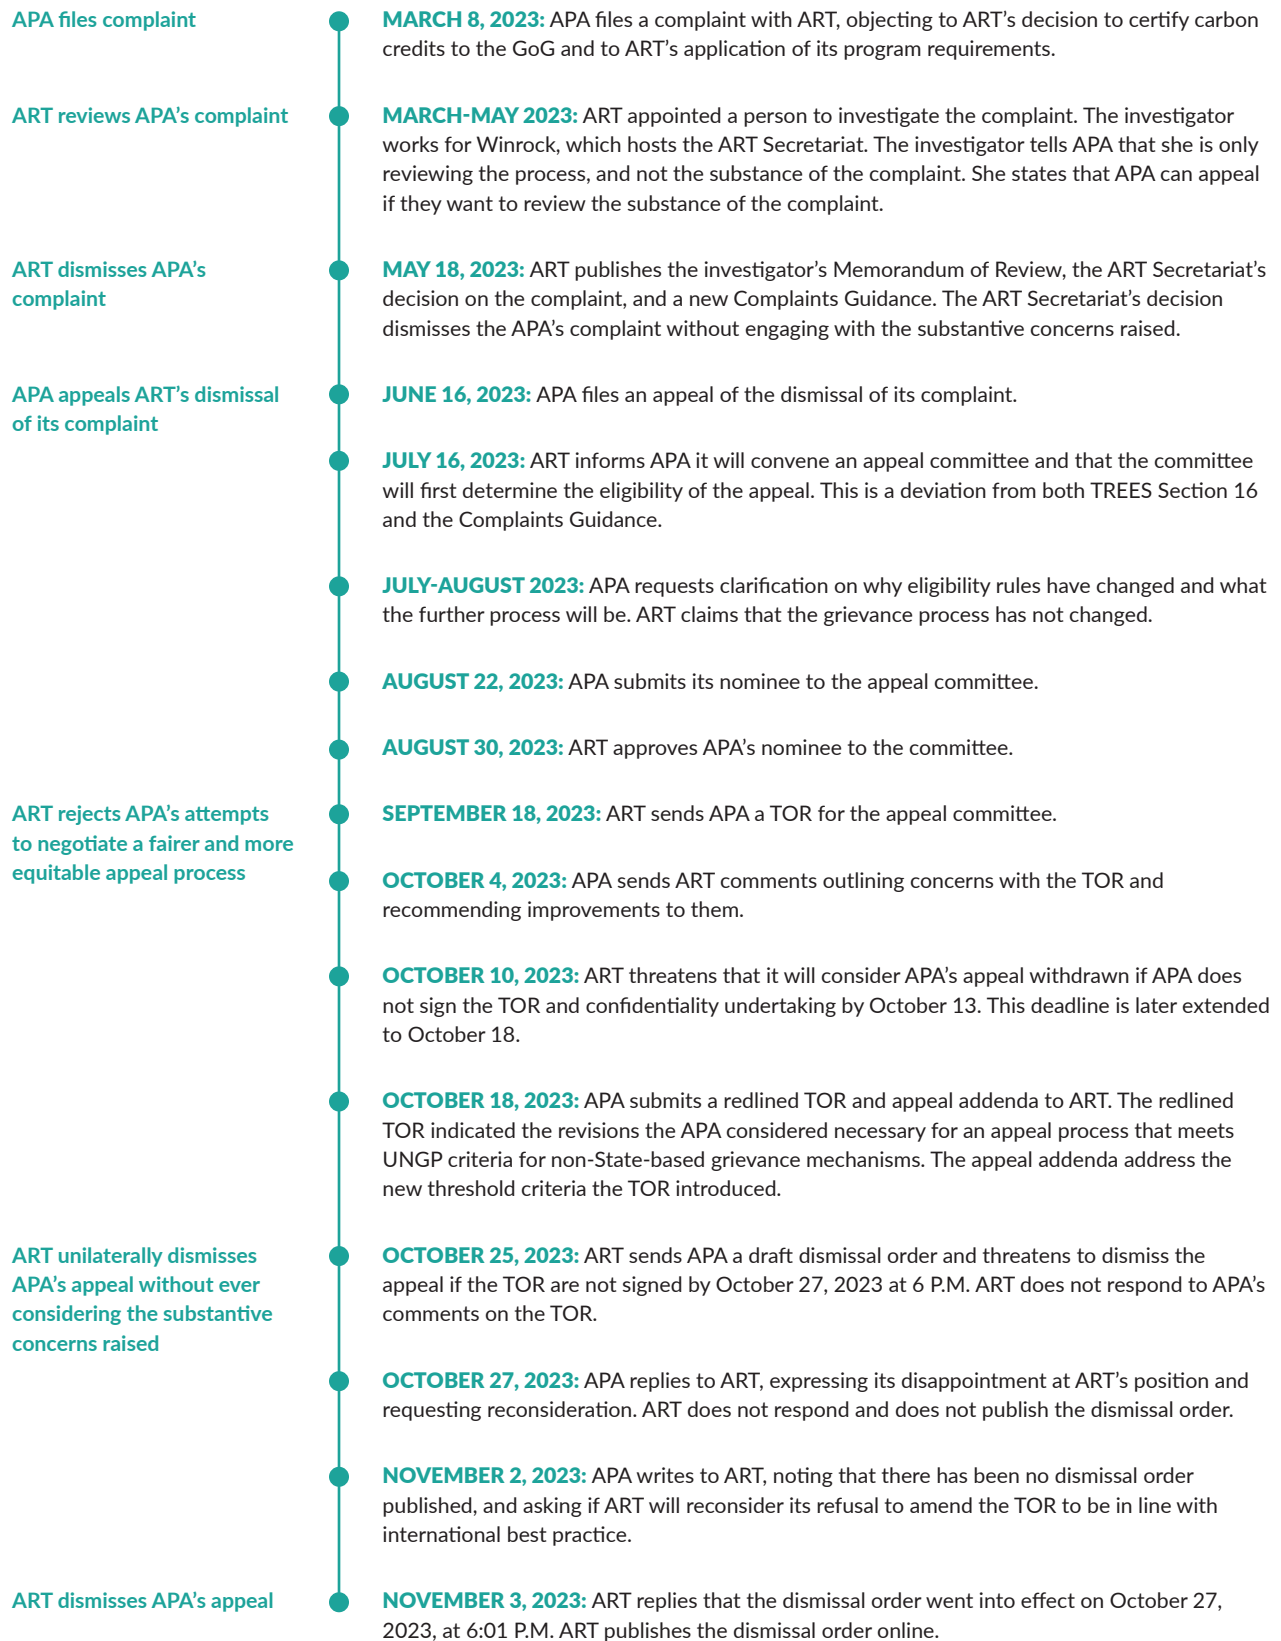 APA files complaint
MARCH 8, 2023: APA files a complaint with ART, objecting to ART’s decision to certify carbon
credits to the GoG and to ART’s application of its program requirements.
ART reviews APA’s complaint
MARCH-MAY 2023: ART appointed a person to investigate the complaint. The investigator
works for Winrock, which hosts the ART Secretariat. The investigator tells APA that she is only
reviewing the process, and not the substance of the complaint. She states that APA can appeal
if they want to review the substance of the complaint.
ART dismisses APA’s
complaint
MAY 18, 2023: ART publishes the investigator’s Memorandum of Review, the ART Secretariat’s
decision on the complaint, and a new Complaints Guidance. The ART Secretariat’s decision
dismisses the APA’s complaint without engaging with the substantive concerns raised.
APA appeals ART’s dismissal
of its complaint
JUNE 16, 2023: APA files an appeal of the dismissal of its complaint.
JULY 16, 2023: ART informs APA it will convene an appeal committee and that the committee
will first determine the eligibility of the appeal. This is a deviation from both TREES Section 16
and the Complaints Guidance.
JULY-AUGUST 2023: APA requests clarification on why eligibility rules have changed and what
the further process will be. ART claims that the grievance process has not changed.
AUGUST 22, 2023: APA submits its nominee to the appeal committee.
AUGUST 30, 2023: ART approves APA’s nominee to the committee.
ART rejects APA’s attempts
to negotiate a fairer and more
equitable appeal process
SEPTEMBER 18, 2023: ART sends APA a TOR for the appeal committee.
OCTOBER 4, 2023: APA sends ART comments outlining concerns with the TOR and
recommending improvements to them.
OCTOBER 10, 2023: ART threatens that it will consider APA’s appeal withdrawn if APA does
not sign the TOR and confidentiality undertaking by October 13. This deadline is later extended
to October 18.
OCTOBER 18, 2023: APA submits a redlined TOR and appeal addenda to ART. The redlined
TOR indicated the revisions the APA considered necessary for an appeal process that meets
UNGP criteria for non-State-based grievance mechanisms. The appeal addenda address the
new threshold criteria the TOR introduced.
ART unilaterally dismisses
APA’s appeal without ever
considering the substantive
concerns raised
OCTOBER 25, 2023: ART sends APA a draft dismissal order and threatens to dismiss the
appeal if the TOR are not signed by October 27, 2023 at 6 P.M. ART does not respond to APA’s
comments on the TOR.
OCTOBER 27, 2023: APA replies to ART, expressing its disappointment at ART’s position and
requesting reconsideration. ART does not respond and does not publish the dismissal order.
NOVEMBER 2, 2023: APA writes to ART, noting that there has been no dismissal order
published, and asking if ART will reconsider its refusal to amend the TOR to be in line with
international best practice.
ART dismisses APA’s appeal
NOVEMBER 3, 2023: ART replies that the dismissal order went into effect on October 27,
2023, at 6:01 P.M. ART publishes the dismissal order online.